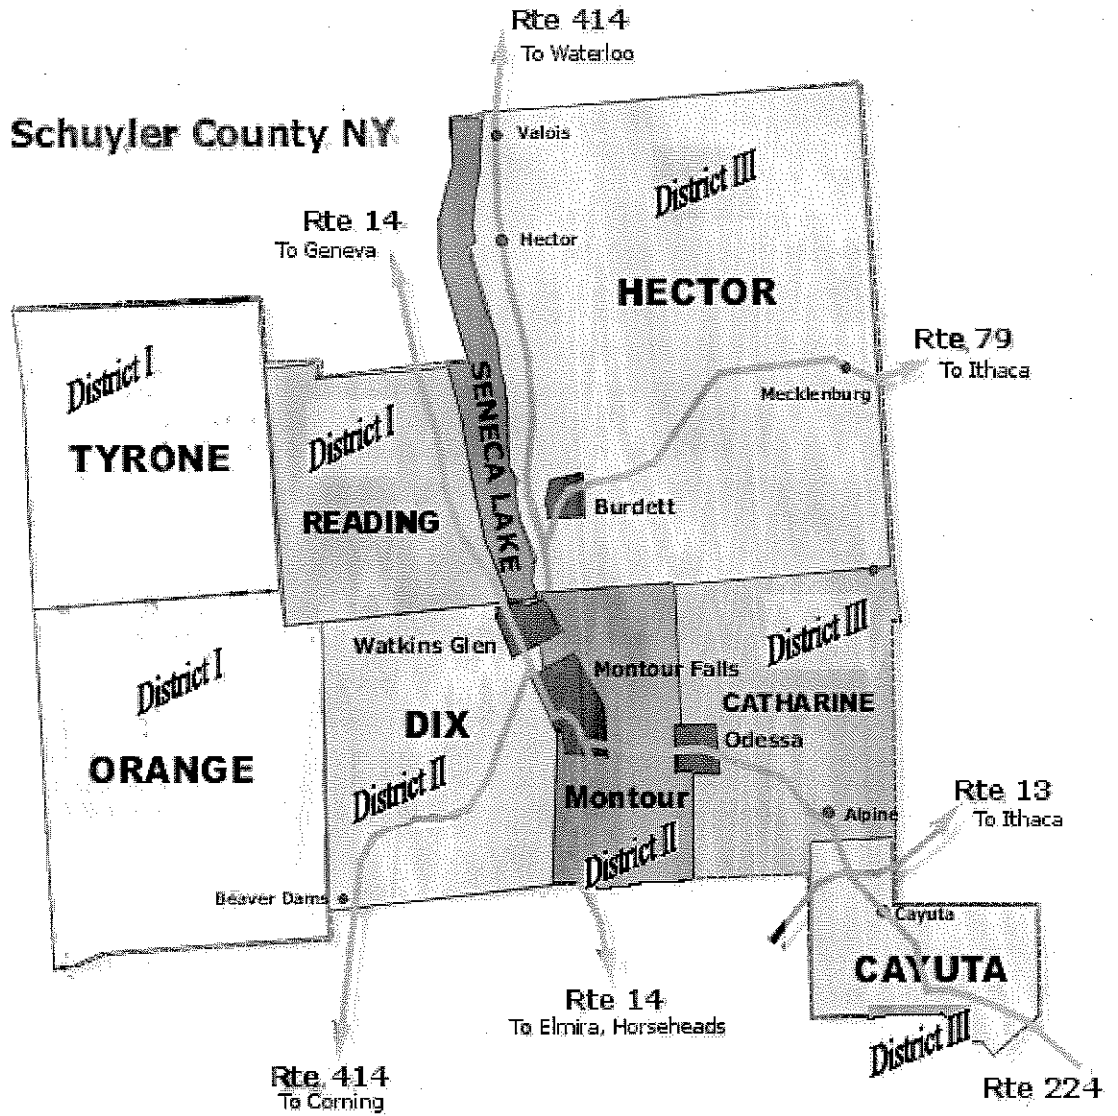 Rte 414
To Waterloo
Schuyler County NY
Valois
District III
Rte 14
To Geneva
Hector
HECTOR
Rte 79
To Ithaca
Mecklenburg
District I
TYRONE
District I
READING
SENECA LAKE
Burdett
Watkins Glen
District III
Montour Falls
CATHARINE
District I
ORANGE
DIX
Odessa
District II
Montour
Rte 13
To Ithaca
Alpine
District II
Beaver Dams
Cayuta
CAYUTA
Rte 14
To Elmira, Horseheads
District III
Rte 414
To Corning
Rte 224